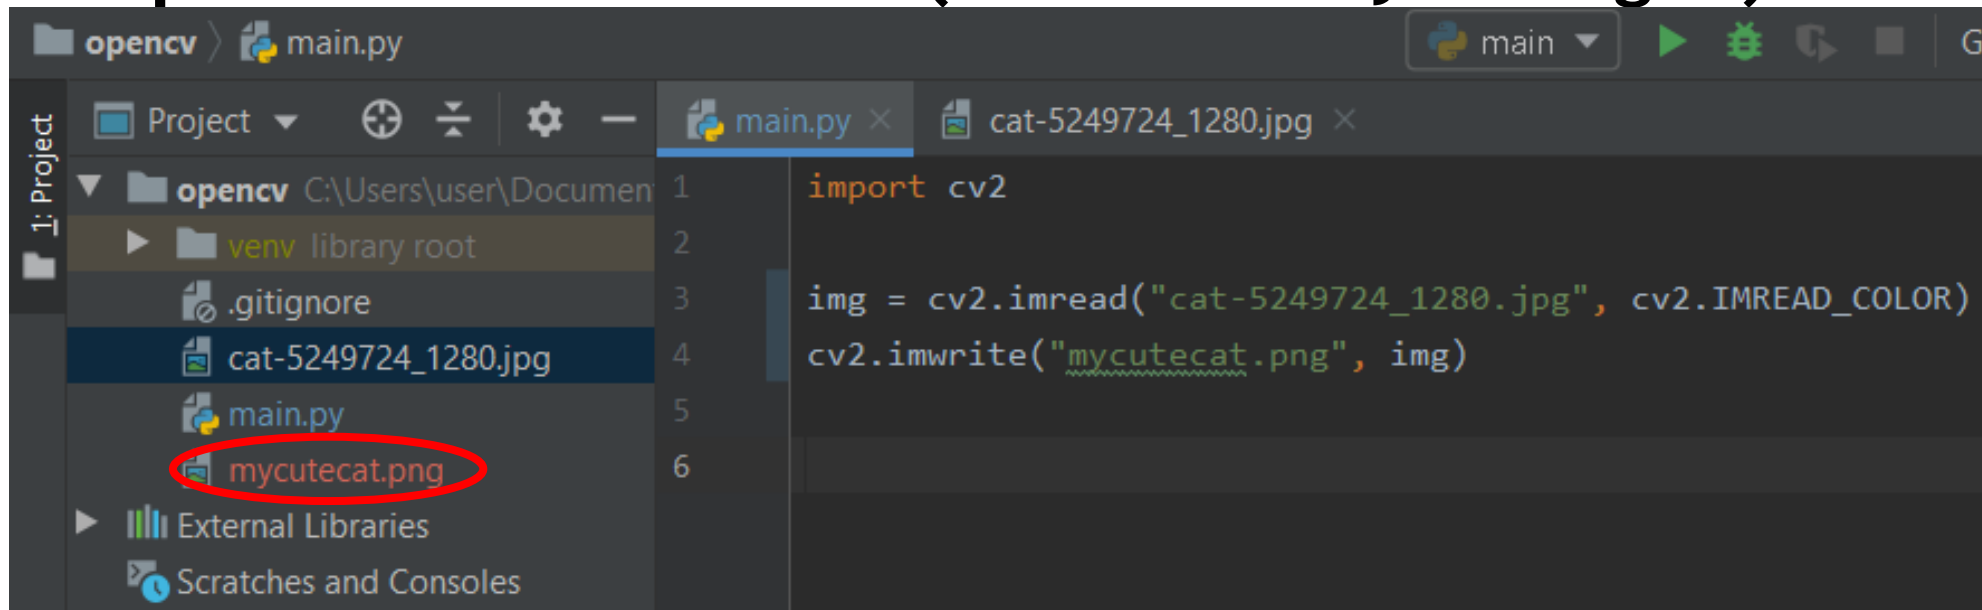 opencv main.py main G
1: Project
Project
main.py cat-5249724_1280.jpg
opencv C:\Users\user\Documen
venv library root
.gitignore
cat-5249724_1280.jpg
main.py
mycutecat.png
External Libraries
Scratches and Consoles
1 import cv2
2
3 img = cv2.imread("cat-5249724_1280.jpg", cv2.IMREAD_COLOR)
4 cv2.imwrite("mycutecat.png", img)
5
6